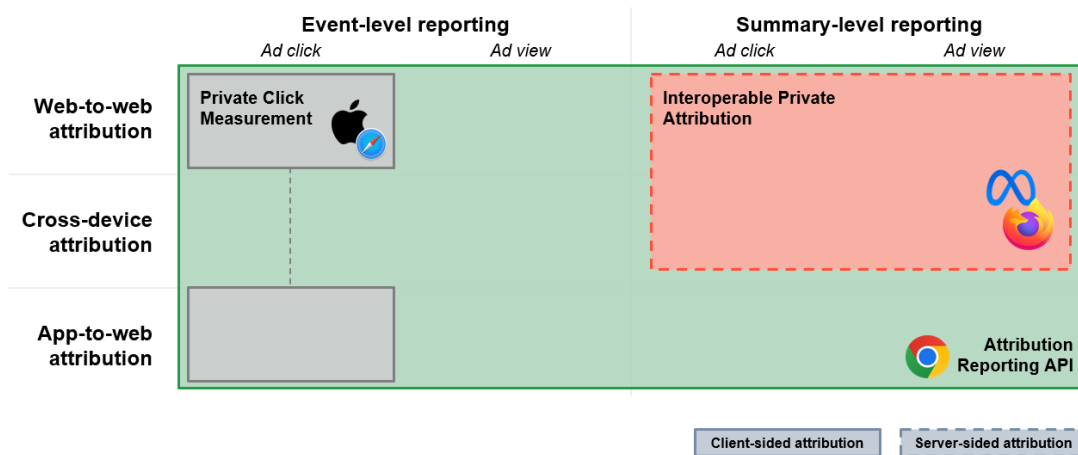 Event-level reporting
Summary-level reporting
Ad click
Ad view
Ad click
Ad view
Web-to-web
attribution
Private Click
Measurement
Interoperable Private
Attribution
Cross-device
attribution
App-to-web
attribution
Attribution
Reporting API
Client-sided attribution
Server-sided attribution